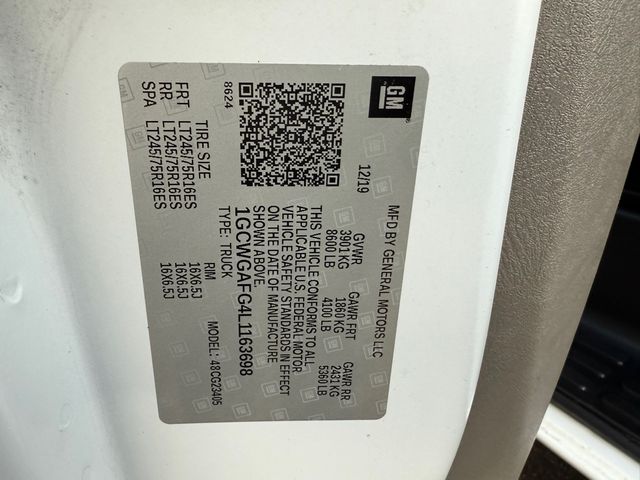 GM
MFD BY GENERAL MOTORS LLC
12/19
GVWR
3901 KG
8600 LB
GAWR FRT
1860 KG
4100 LB
GAWR RR
2431 KG
5360 LB
THIS VEHICLE CONFORMS TO ALL
APPLICABLE U.S. FEDERAL MOTOR
VEHICLE SAFETY STANDARDS IN EFFECT
ON THE DATE OF MANUFACTURE
SHOWN ABOVE.
1GCWGAFG4L1163698
TYPE: TRUCK
MODEL: 48CG23405
8624
TIRE SIZE RIM
FRT LT245/75R16ES 16X6.5J
RR LT245/75R16ES 16X6.5J
SPA LT245/75R16ES 16X6.5J